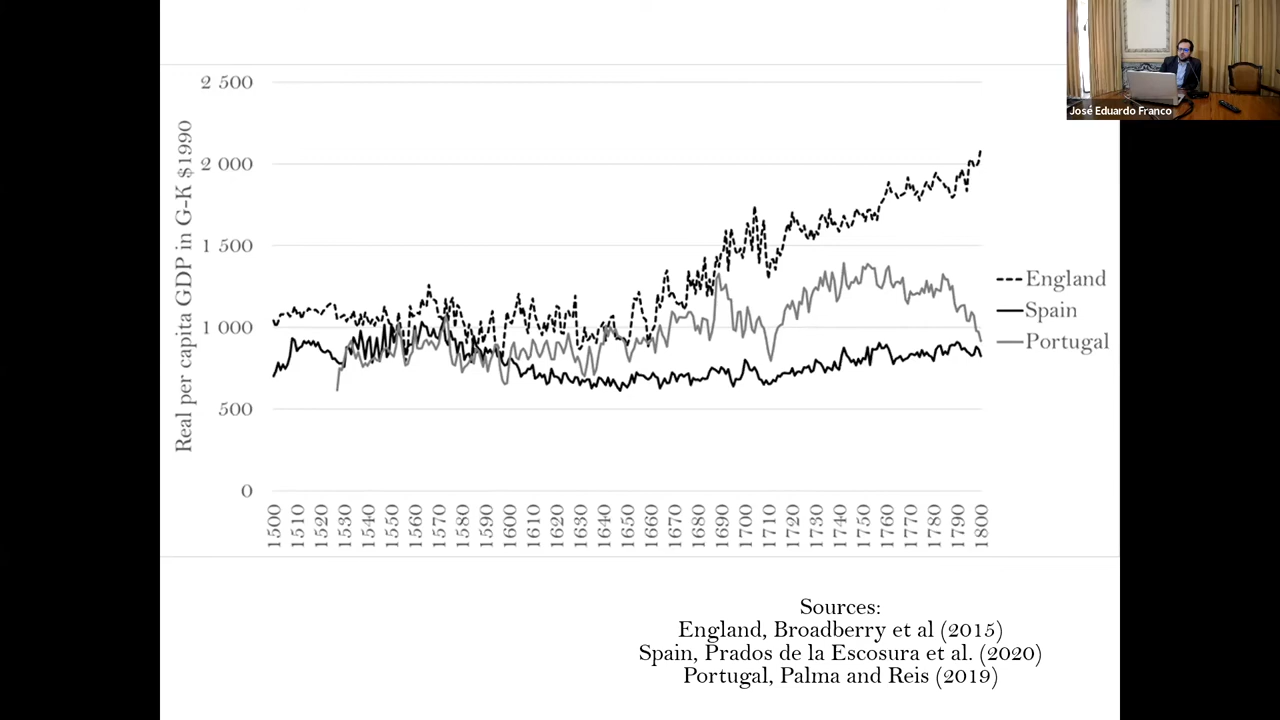 José Eduardo Franco
Real per capita GDP in G-K $1990
2 500
2 000
1 500
1 000
500
0
1500 1510 1520 1530 1540 1550 1560 1570 1580 1590 1600 1610 1620 1630 1640 1650 1660 1670 1680 1690 1700 1710 1720 1730 1740 1750 1760 1770 1780 1790 1800
England
Spain
Portugal
Sources:
England, Broadberry et al (2015)
Spain, Prados de la Escosura et al. (2020)
Portugal, Palma and Reis (2019)